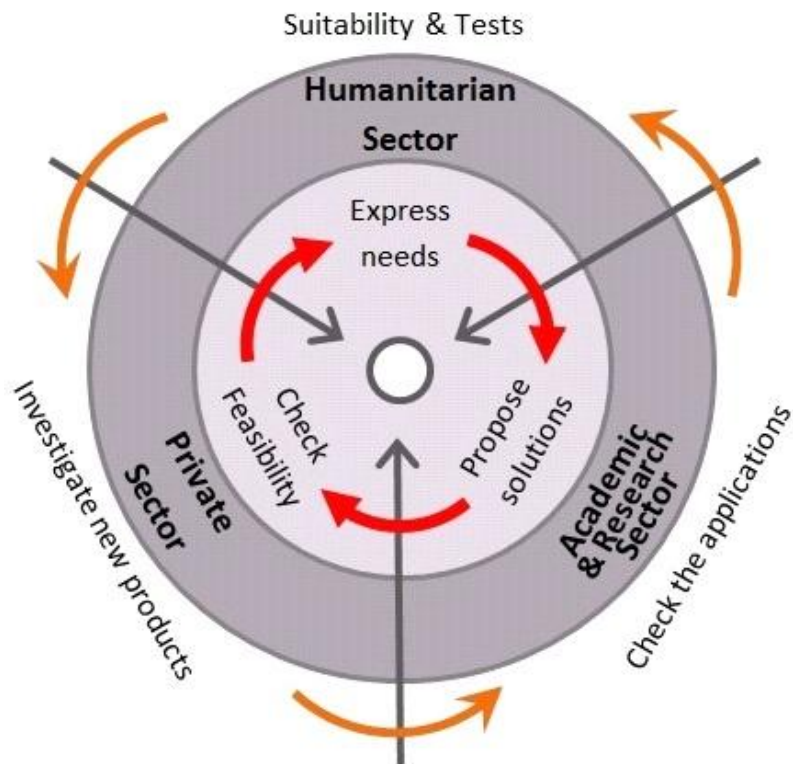 Suitability & Tests
Humanitarian
Sector
Express
needs
Propose
solutions
Check
Feasibility
Private
Sector
Academic
& Research
Sector
Investigate new products
Check the applications